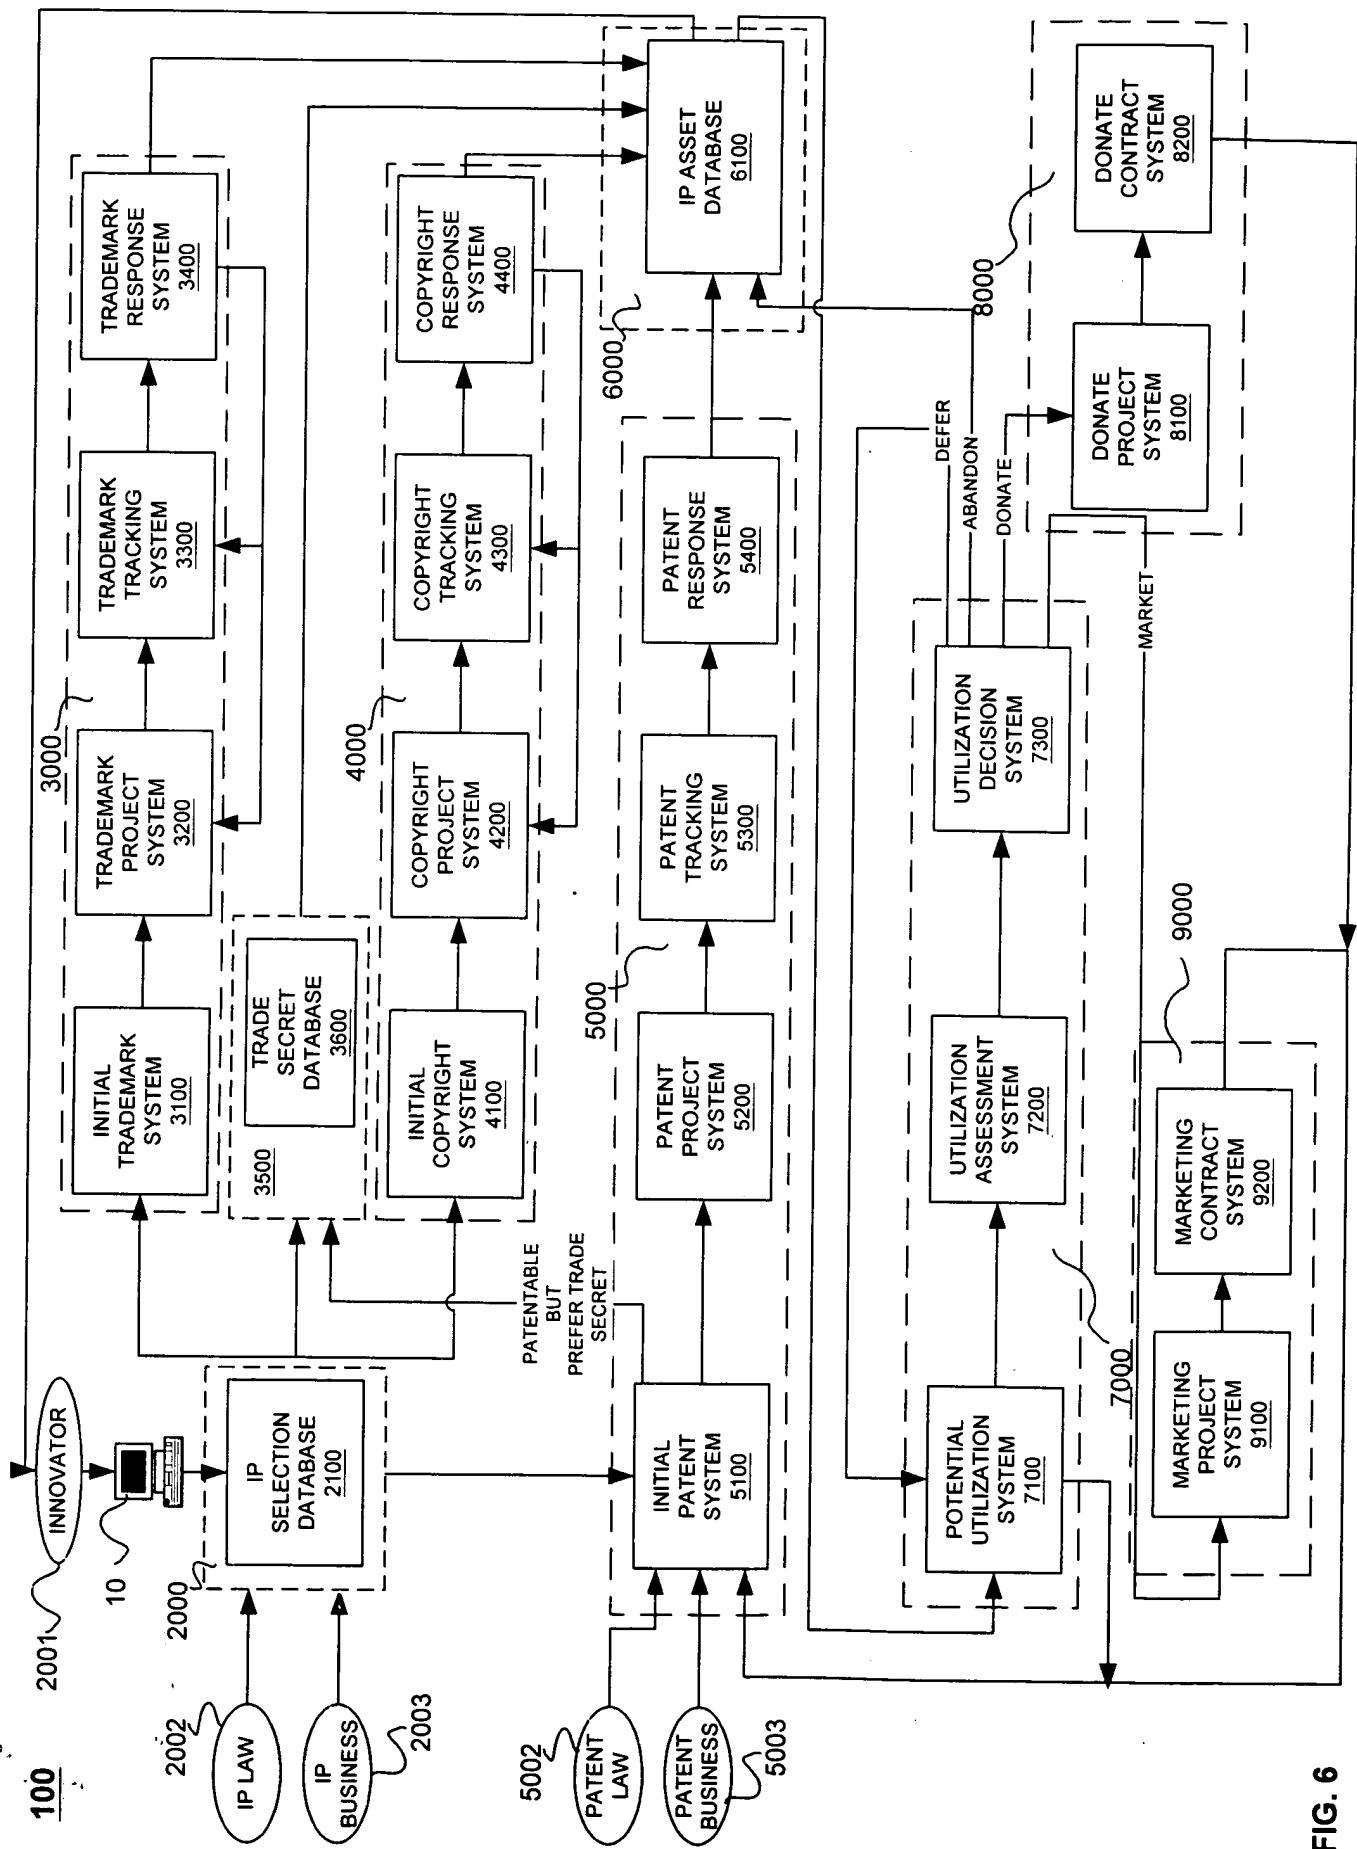 100
2001
INNOVATOR
10
2000
IP
SELECTION
DATABASE
2100
2002
IP LAW
IP
BUSINESS
2003
3000
INITIAL
TRADEMARK
SYSTEM
3100
TRADEMARK
PROJECT
SYSTEM
3200
TRADEMARK
TRACKING
SYSTEM
3300
TRADEMARK
RESPONSE
SYSTEM
3400
3500
TRADE
SECRET
DATABASE
3600
4000
INITIAL
COPYRIGHT
SYSTEM
4100
COPYRIGHT
PROJECT
SYSTEM
4200
COPYRIGHT
TRACKING
SYSTEM
4300
COPYRIGHT
RESPONSE
SYSTEM
4400
PATENTABLE
BUT
PREFER TRADE
SECRET
5002
PATENT
LAW
PATENT
BUSINESS
5003
5000
INITIAL
PATENT
SYSTEM
5100
PATENT
PROJECT
SYSTEM
5200
PATENT
TRACKING
SYSTEM
5300
PATENT
RESPONSE
SYSTEM
5400
6000
IP ASSET
DATABASE
6100
7000
POTENTIAL
UTILIZATION
SYSTEM
7100
UTILIZATION
ASSESSMENT
SYSTEM
7200
UTILIZATION
DECISION
SYSTEM
7300
DEFER
ABANDON
DONATE
MARKET
8000
DONATE
PROJECT
SYSTEM
8100
DONATE
CONTRACT
SYSTEM
8200
9000
MARKETING
PROJECT
SYSTEM
9100
MARKETING
CONTRACT
SYSTEM
9200
FIG. 6